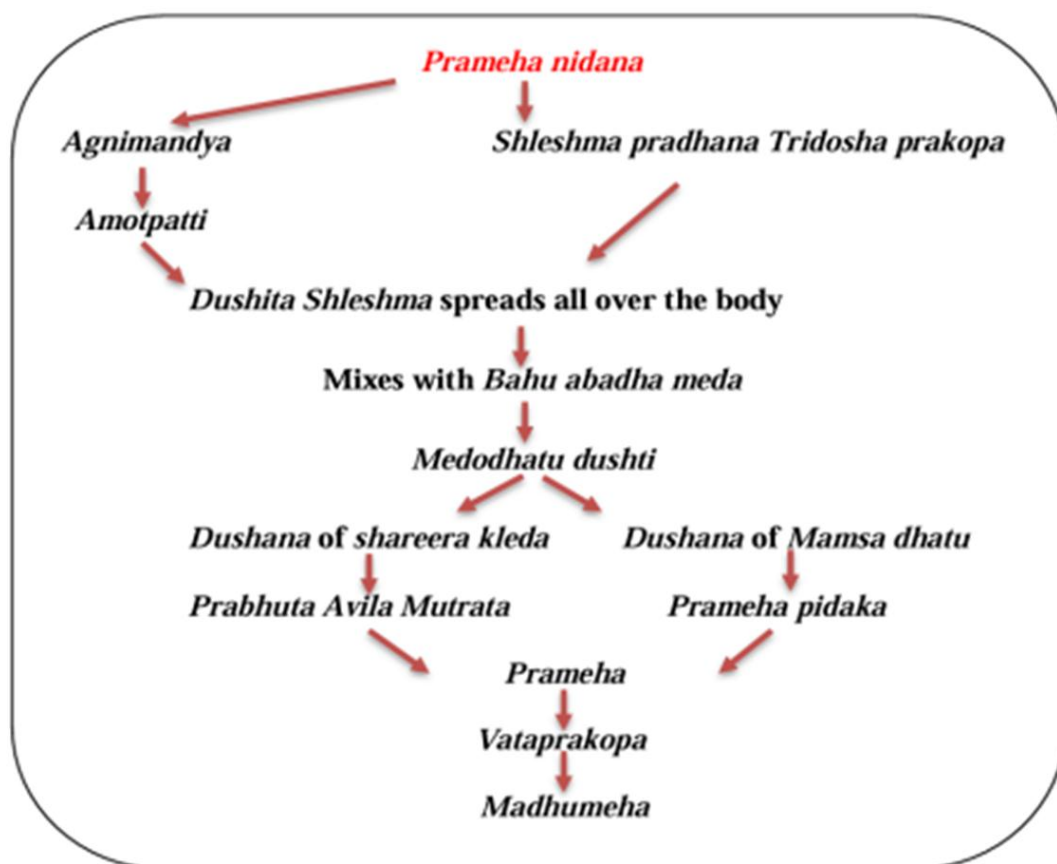 Prameha nidana
Agnimandya
Shleshma pradhana Tridosha prakopa
Amotpatti
Dushita Shleshma spreads all over the body
Mixes with Bahu abadha meda
Medodhatu dushti
Dushana of shareera kleda
Dushana of Mamsa dhatu
Prabhuta Avila Mutrata
Prameha pidaka
Prameha
Vataprakopa
Madhumeha